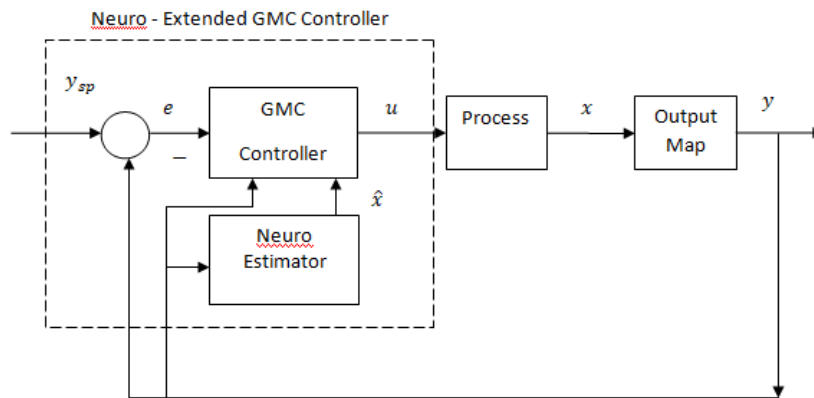 Neuro - Extended GMC Controller
y_sp
e
−
GMC
Controller
u
Process
x
Output
Map
y
x̂
Neuro
Estimator